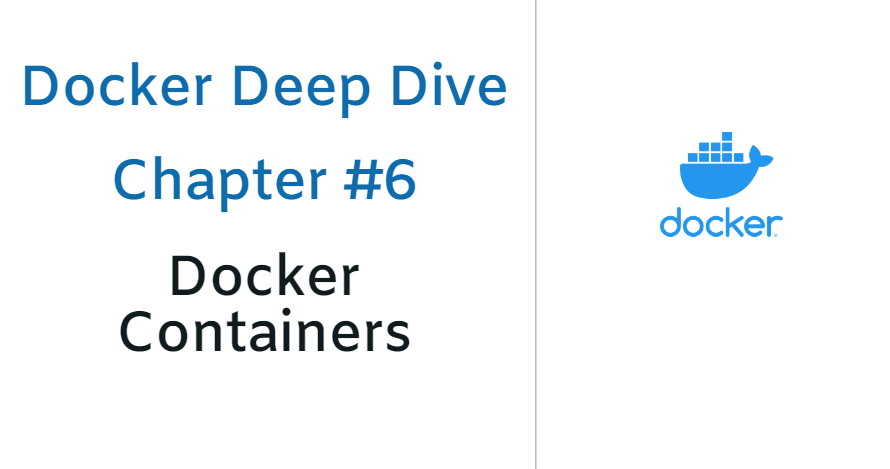 Docker Deep Dive
Chapter #6
Docker
Containers
docker